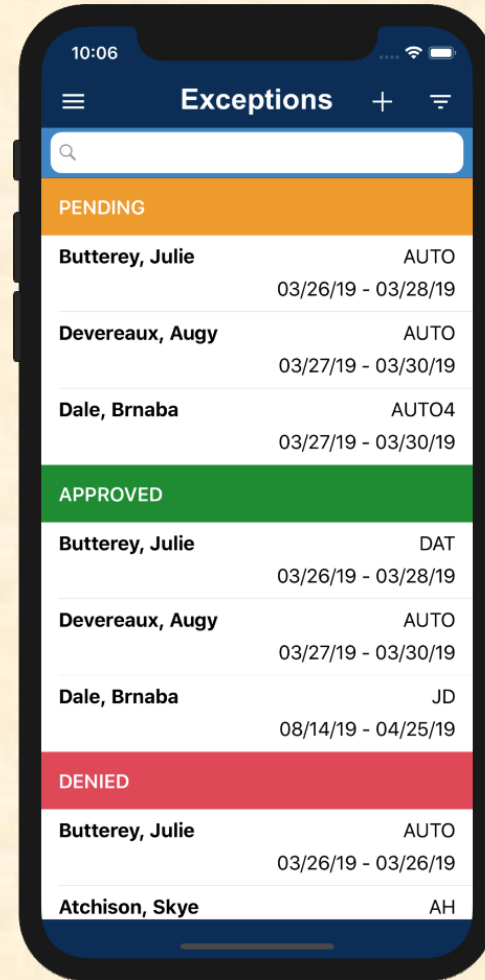 10:06
Exceptions
PENDING
Butterey, Julie AUTO
03/26/19 - 03/28/19
Devereaux, Augy AUTO
03/27/19 - 03/30/19
Dale, Brnaba AUTO4
03/27/19 - 03/30/19
APPROVED
Butterey, Julie DAT
03/26/19 - 03/28/19
Devereaux, Augy AUTO
03/27/19 - 03/30/19
Dale, Brnaba JD
08/14/19 - 04/25/19
DENIED
Butterey, Julie AUTO
03/26/19 - 03/26/19
Atchison, Skye AH